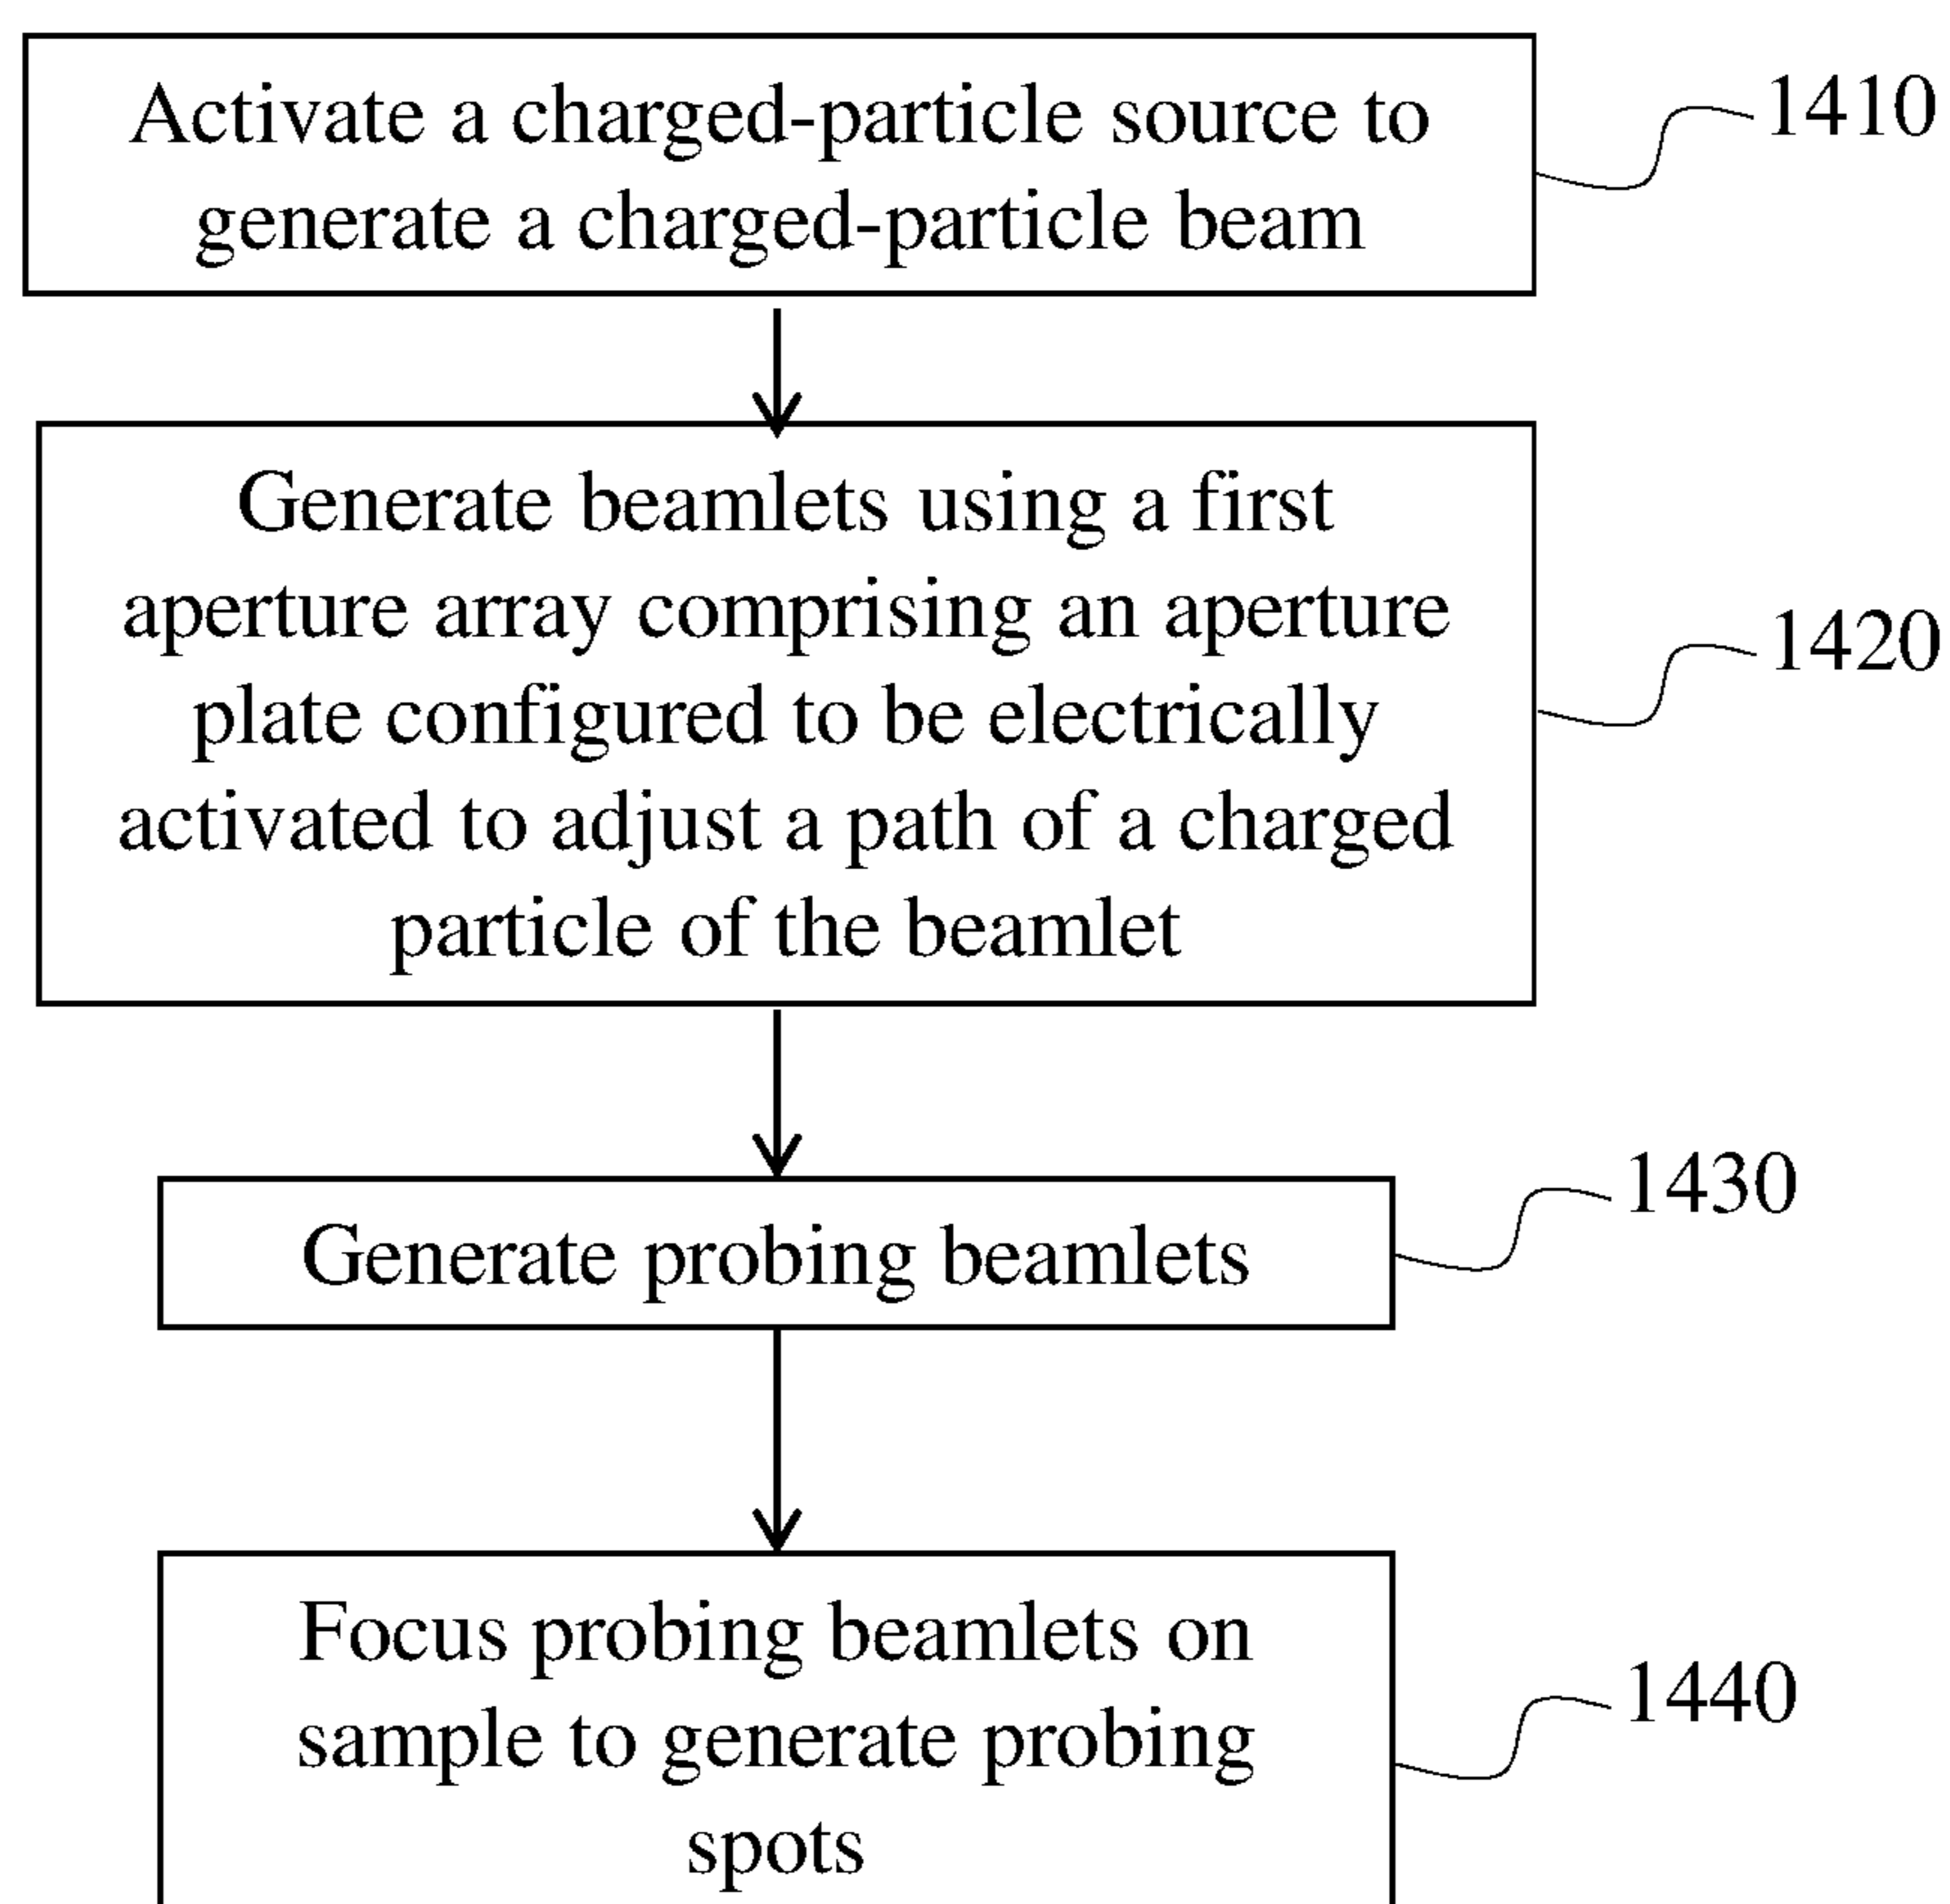 Activate a charged-particle source to
generate a charged-particle beam
1410
Generate beamlets using a first
aperture array comprising an aperture
plate configured to be electrically
activated to adjust a path of a charged
particle of the beamlet
1420
Generate probing beamlets
1430
Focus probing beamlets on
sample to generate probing
spots
1440